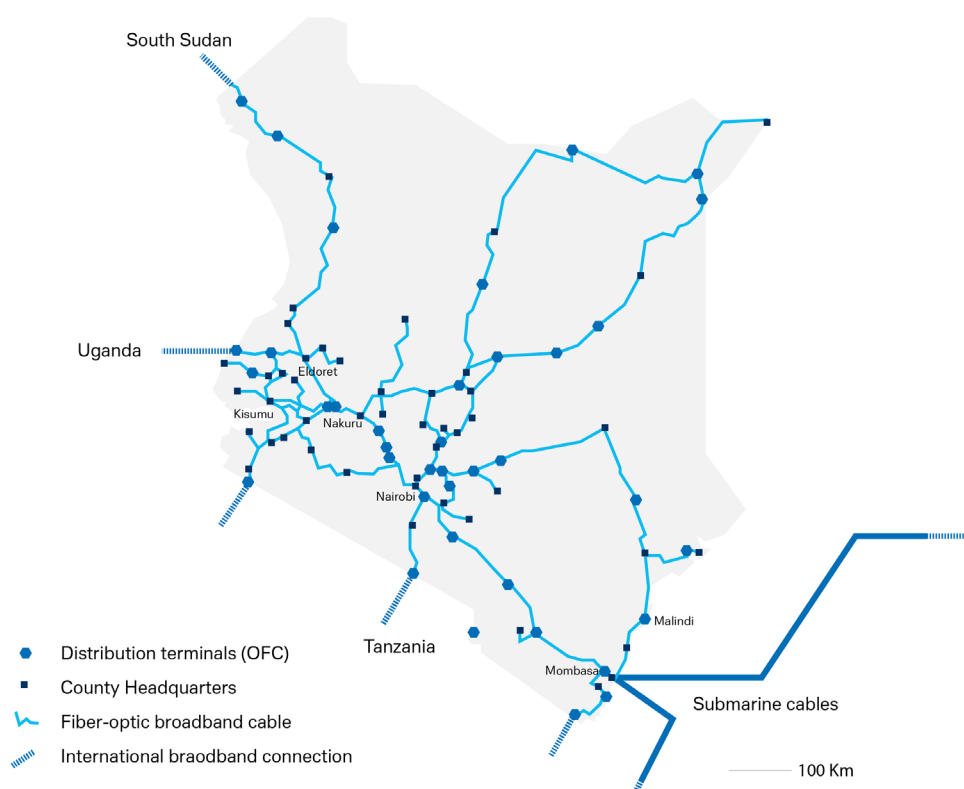 South Sudan
Uganda
Eldoret
Kisumu
Nakuru
Nairobi
Tanzania
Malindi
Mombasa
Submarine cables
Distribution terminals (OFC)
County Headquarters
Fiber-optic broadband cable
International braodband connection
100 Km